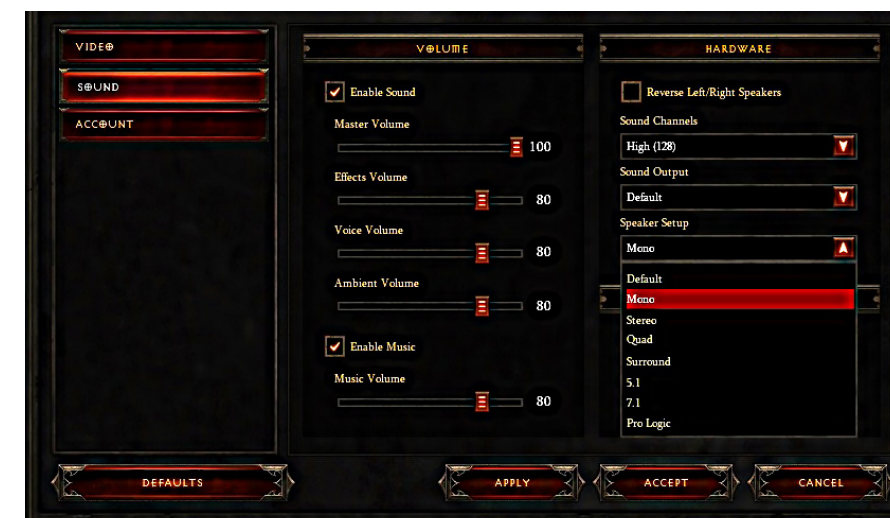 VIDEO
SOUND
ACCOUNT
VOLUME
Enable Sound
Master Volume
100
Effects Volume
80
Voice Volume
80
Ambient Volume
80
Enable Music
Music Volume
80
HARDWARE
Reverse Left/Right Speakers
Sound Channels
High (128)
Sound Output
Default
Speaker Setup
Mono
Default
Mono
Stereo
Quad
Surround
5.1
7.1
Pro Logic
DEFAULTS
APPLY
ACCEPT
CANCEL